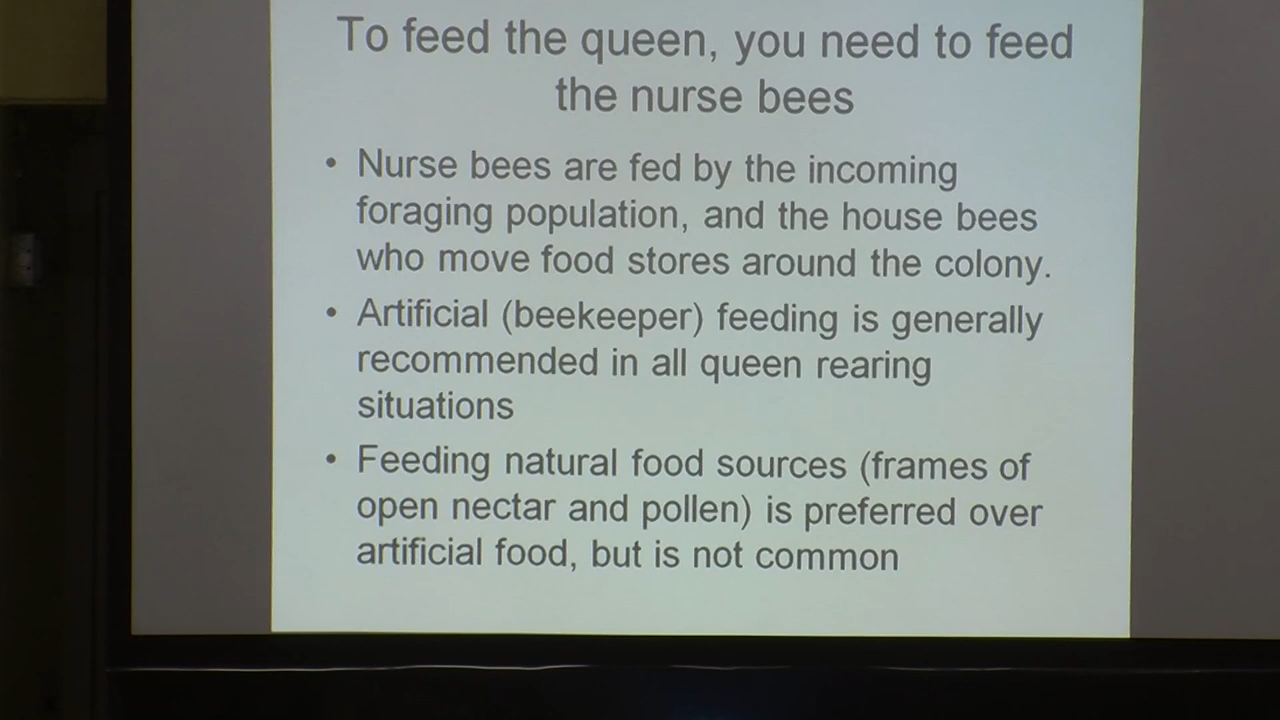 To feed the queen, you need to feed
the nurse bees
• Nurse bees are fed by the incoming
foraging population, and the house bees
who move food stores around the colony.
• Artificial (beekeeper) feeding is generally
recommended in all queen rearing
situations
• Feeding natural food sources (frames of
open nectar and pollen) is preferred over
artificial food, but is not common